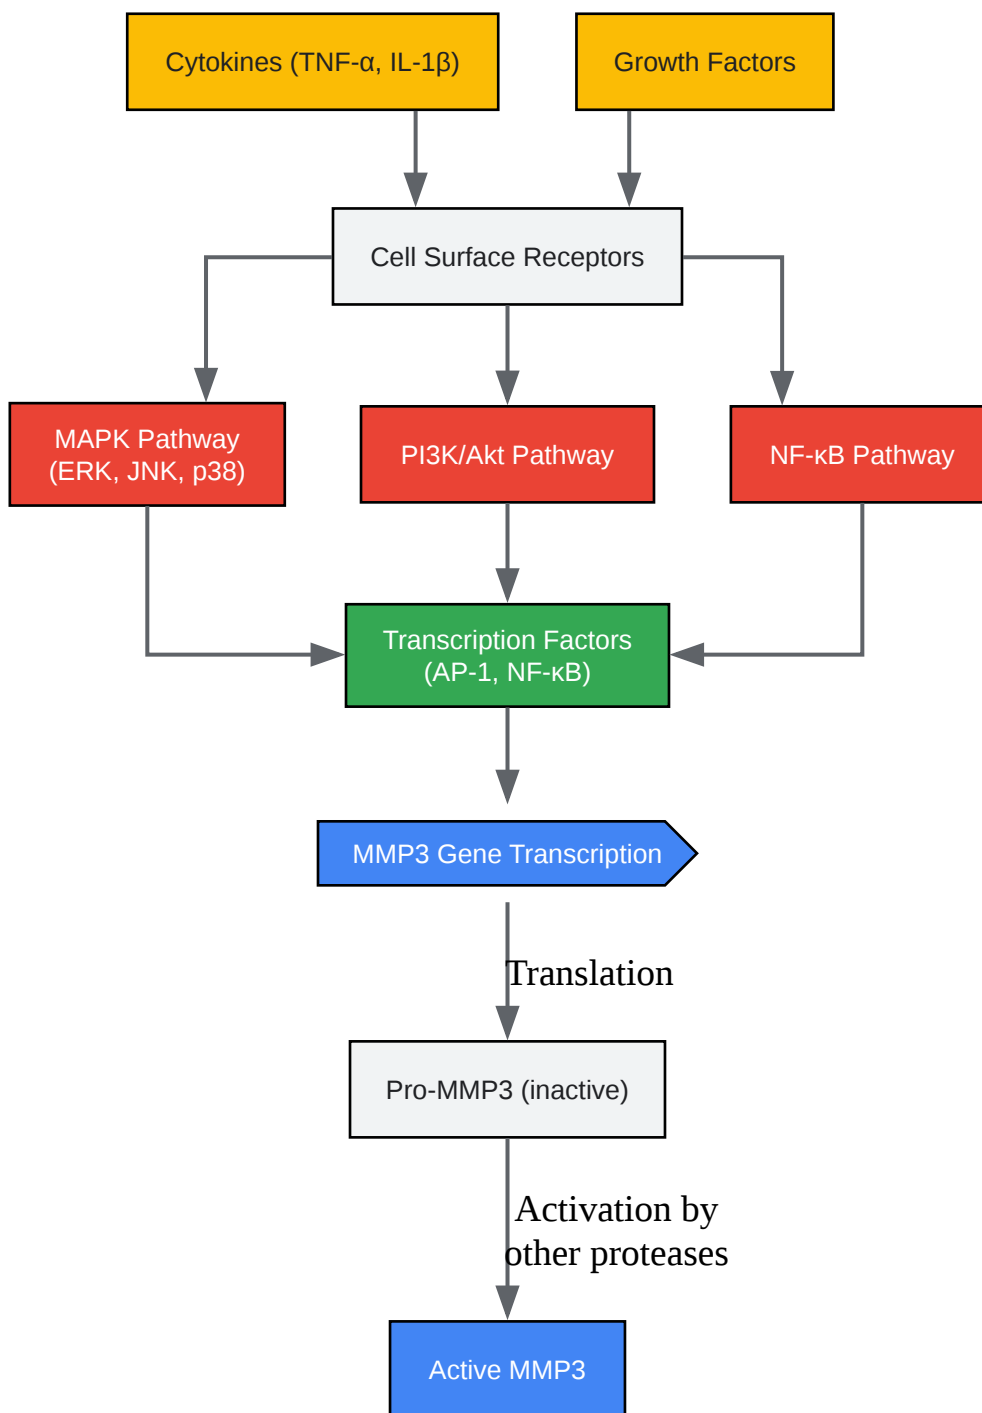 Cytokines (TNF-α, IL-1β)
Growth Factors
Cell Surface Receptors
MAPK Pathway
(ERK, JNK, p38)
PI3K/Akt Pathway
NF-κB Pathway
Transcription Factors
(AP-1, NF-κB)
MMP3 Gene Transcription
Translation
Pro-MMP3 (inactive)
Activation by
other proteases
Active MMP3